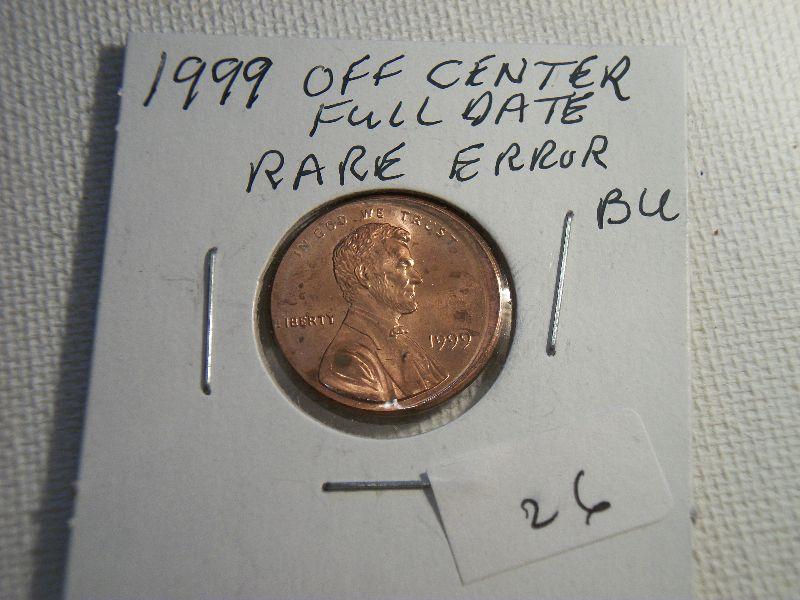 1999 OFF CENTER
FULL DATE
RARE ERROR
BU
IN GOD WE TRUST
LIBERTY
1999
26